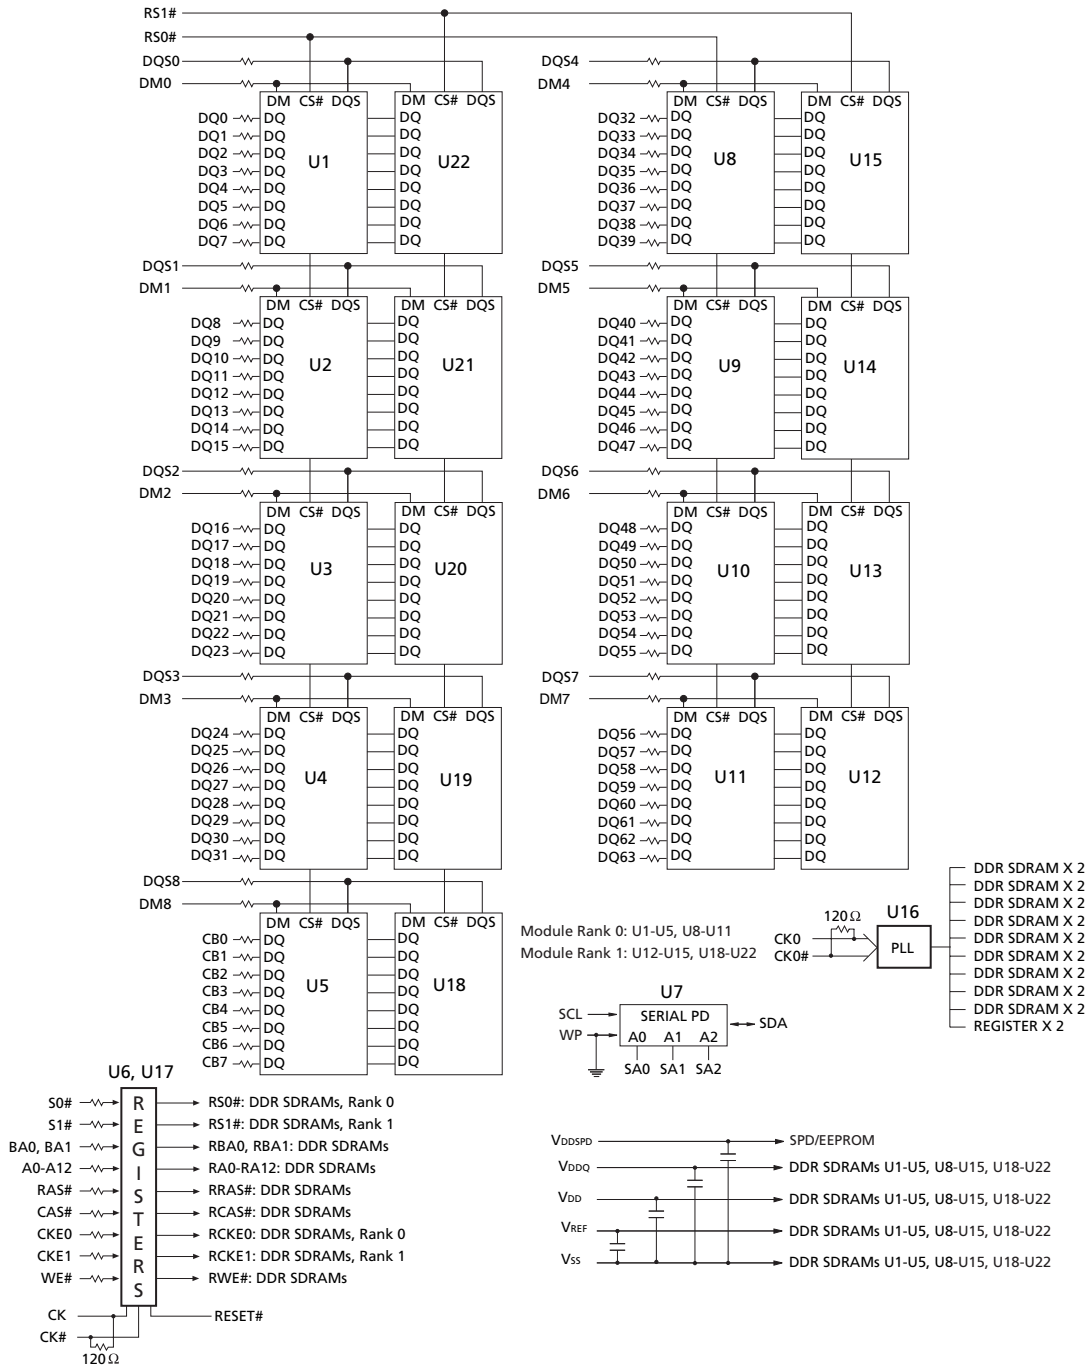 RS1#
RS0#
DQS0
DM0
DM CS# DQS
CS# DQS
DQ0 DQ DQ
DQ1 DQ DQ
DQ2 DQ DQ
DQ3 DQ DQ
DQ4 DQ DQ
DQ5 DQ DQ
DQ6 DQ DQ
DQ7 DQ DQ
U1
DM
U22
DQS4
DM4
DM CS# DQS
DM CS# DQS
DQ32 DQ DQ
DQ33 DQ DQ
DQ34 DQ DQ
DQ35 DQ DQ
DQ36 DQ DQ
DQ37 DQ DQ
DQ38 DQ DQ
DQ39 DQ DQ
U8
U15
DQS1
DM1
DM CS# DQS
DM CS# DQS
DQ8 DQ DQ
DQ9 DQ DQ
DQ10 DQ DQ
DQ11 DQ DQ
DQ12 DQ DQ
DQ13 DQ DQ
DQ14 DQ DQ
DQ15 DQ DQ
U2
U21
DQS5
DM5
DM CS# DQS
DM CS# DQS
DQ40 DQ DQ
DQ41 DQ DQ
DQ42 DQ DQ
DQ43 DQ DQ
DQ44 DQ DQ
DQ45 DQ DQ
DQ46 DQ DQ
DQ47 DQ DQ
U9
U14
DQS2
DM2
DM CS# DQS
DM CS# DQS
DQ16 DQ DQ
DQ17 DQ DQ
DQ18 DQ DQ
DQ19 DQ DQ
DQ20 DQ DQ
DQ21 DQ DQ
DQ22 DQ DQ
DQ23 DQ DQ
U3
U20
DQS6
DM6
DM CS# DQS
DM CS# DQS
DQ48 DQ DQ
DQ49 DQ DQ
DQ50 DQ DQ
DQ51 DQ DQ
DQ52 DQ DQ
DQ53 DQ DQ
DQ54 DQ DQ
DQ55 DQ DQ
U10
U13
DQS3
DM3
DM CS# DQS
DM CS# DQS
DQ24 DQ DQ
DQ25 DQ DQ
DQ26 DQ DQ
DQ27 DQ DQ
DQ28 DQ DQ
DQ29 DQ DQ
DQ30 DQ DQ
DQ31 DQ DQ
U4
U19
DQS7
DM7
DM CS# DQS
DM CS# DQS
DQ56 DQ DQ
DQ57 DQ DQ
DQ58 DQ DQ
DQ59 DQ DQ
DQ60 DQ DQ
DQ61 DQ DQ
DQ62 DQ DQ
DQ63 DQ DQ
U11
U12
DQS8
DM8
DM CS# DQS
DM CS# DQS
CB0 DQ DQ
CB1 DQ DQ
CB2 DQ DQ
CB3 DQ DQ
CB4 DQ DQ
CB5 DQ DQ
CB6 DQ DQ
CB7 DQ DQ
U5
U18
Module Rank 0: U1-U5, U8-U11
Module Rank 1: U12-U15, U18-U22
120Ω
U16
CK0
CK0#
PLL
DDR SDRAM X 2
DDR SDRAM X 2
DDR SDRAM X 2
DDR SDRAM X 2
DDR SDRAM X 2
DDR SDRAM X 2
DDR SDRAM X 2
DDR SDRAM X 2
DDR SDRAM X 2
REGISTER X 2
U7
SCL
WP
SERIAL PD
A0 A1 A2
SDA
SA0 SA1 SA2
U6, U17
REGISTERS
S0# RS0#: DDR SDRAMs, Rank 0
S1# RS1#: DDR SDRAMs, Rank 1
BA0, BA1 RBA0, RBA1: DDR SDRAMs
A0-A12 RA0-RA12: DDR SDRAMs
RAS# RRAS#: DDR SDRAMs
CAS# RCAS#: DDR SDRAMs
CKE0 RCKE0: DDR SDRAMs, Rank 0
CKE1 RCKE1: DDR SDRAMs, Rank 1
WE# RWE#: DDR SDRAMs
CK RESET#
CK#
120Ω
VDDSPD SPD/EEPROM
VDDQ DDR SDRAMs U1-U5, U8-U15, U18-U22
VDD DDR SDRAMs U1-U5, U8-U15, U18-U22
VREF DDR SDRAMs U1-U5, U8-U15, U18-U22
VSS DDR SDRAMs U1-U5, U8-U15, U18-U22